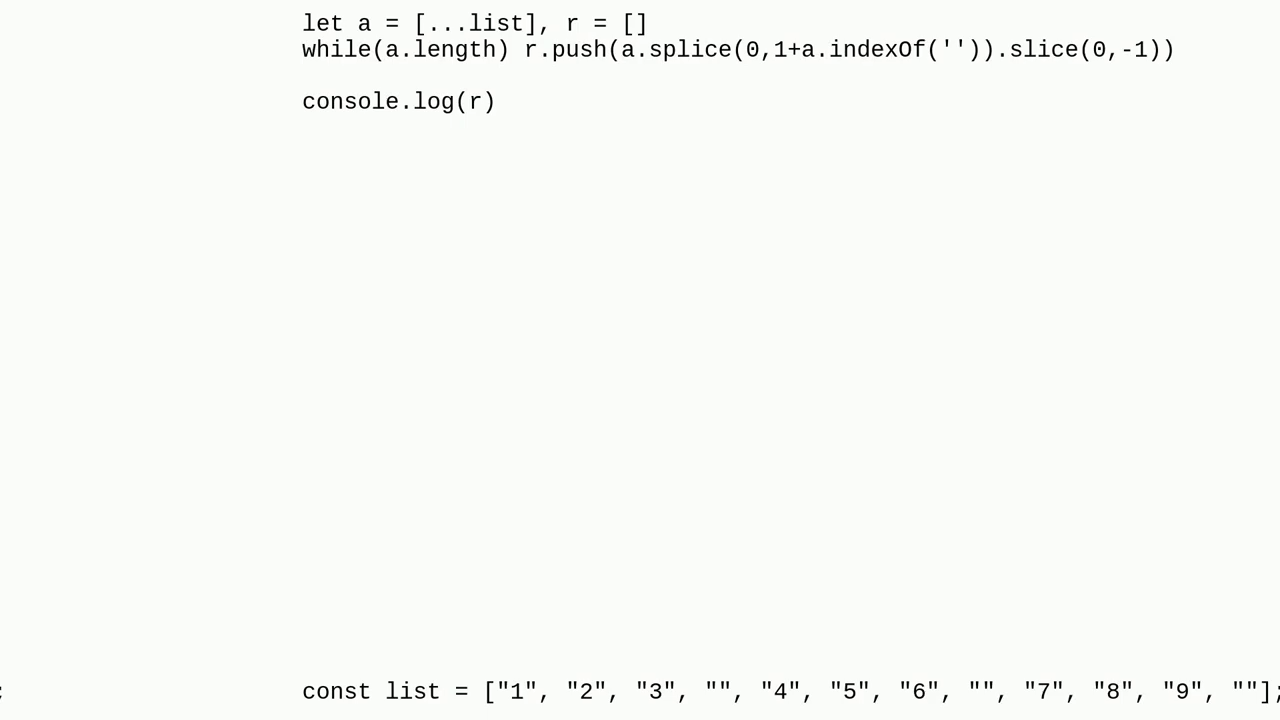 let a = [...list], r = []
while(a.length) r.push(a.splice(0,1+a.indexOf('')).slice(0,-1))
console.log(r)
; const list = ["1", "2", "3", "", "4", "5", "6", "", "7", "8", "9", ""];